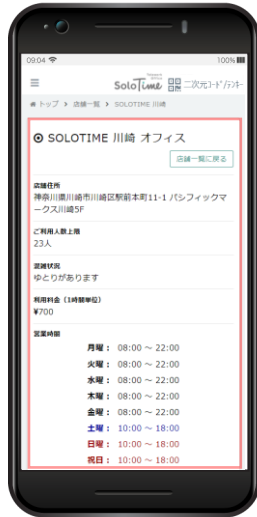 09:04
100%
SoloTime
二次元コード/テンキー
トップ > 店舗一覧 > SOLOTIME 川崎
SOLOTIME 川崎 オフィス
店舗一覧に戻る
店舗住所
神奈川県川崎市川崎区駅前本町11-1 パシフィックマ
ークス川崎5F
ご利用人数上限
23人
混雑状況
ゆとりがあります
利用料金（1時間単位）
¥700
営業時間
月曜： 08:00 ～ 22:00
火曜： 08:00 ～ 22:00
水曜： 08:00 ～ 22:00
木曜： 08:00 ～ 22:00
金曜： 08:00 ～ 22:00
土曜： 10:00 ～ 18:00
日曜： 10:00 ～ 18:00
祝日： 10:00 ～ 18:00